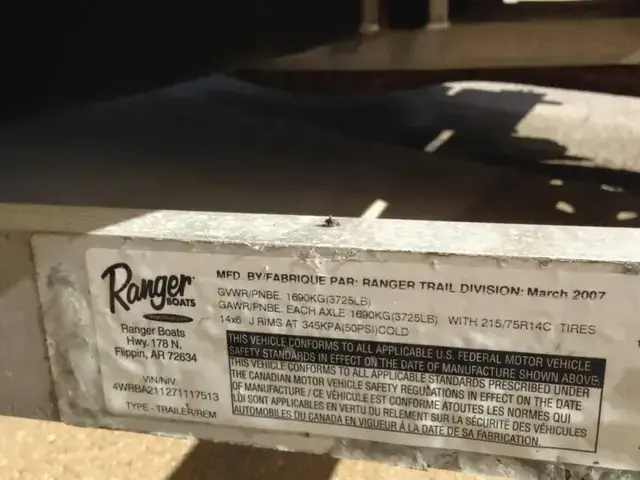 Ranger
BOATS
Ranger Boats
Hwy. 178 N.
Flippin, AR 72634
VIN/NIV
4WRBA211271117513
TYPE - TRAILER/REM
MFD. BY/FABRIQUE PAR: RANGER TRAIL DIVISION: March 2007
GVWR/PNBE. 1690KG(3725LB)
GAWR/PNBE. EACH AXLE 1690KG(3725LB) WITH 215/75R14C TIRES
14x6 J RIMS AT 345KPA(50PSI)COLD
THIS VEHICLE CONFORMS TO ALL APPLICABLE U.S. FEDERAL MOTOR VEHICLE
SAFETY STANDARDS IN EFFECT ON THE DATE OF MANUFACTURE SHOWN ABOVE
THIS VEHICLE CONFORMS TO ALL APPLICABLE STANDARDS PRESCRIBED UNDER
THE CANADIAN MOTOR VEHICLE SAFETY REGULATIONS IN EFFECT ON THE DATE
OF MANUFACTURE / CE VÉHICULE EST CONFORME ATOUTES LES NORMES QUI
LOI SONT APPLICABLES EN VERTU DU RELEMENT SUR LA SÉCURITÉ DES VÉHICULES
AUTOMOBILES DU CANADA EN VIGUEUR À LA DATE DE SA FABRICATION.